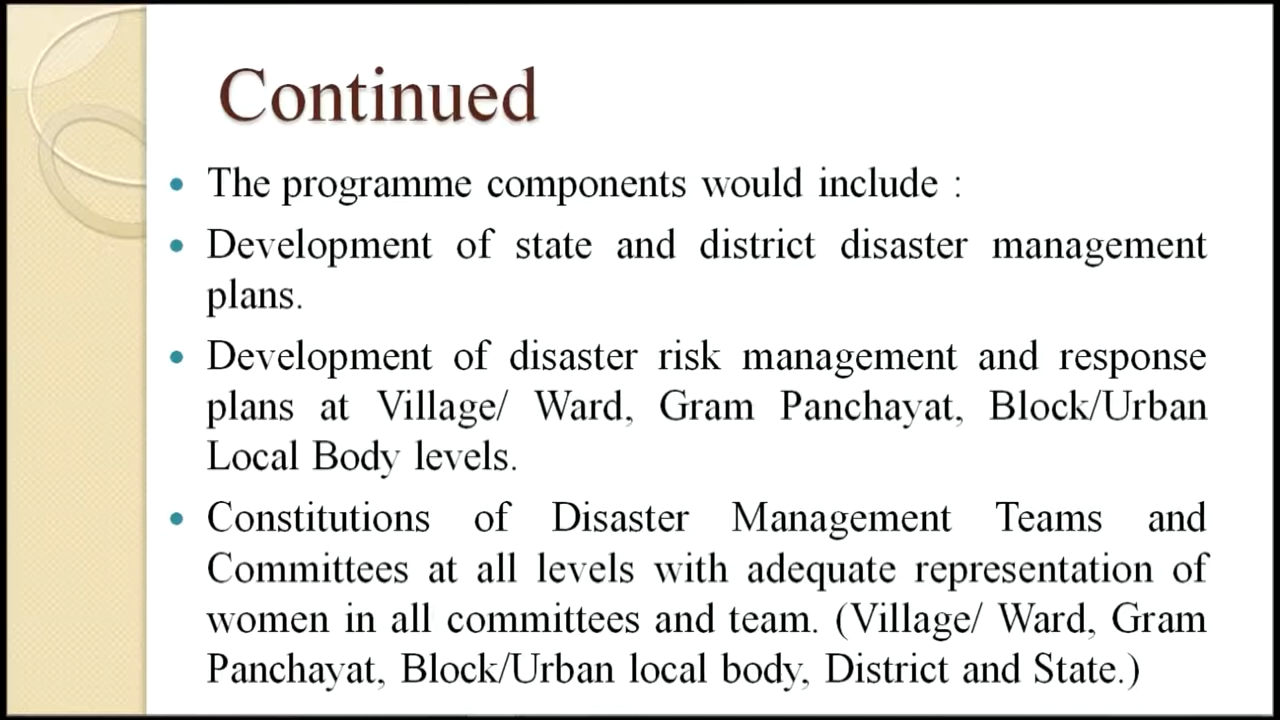 Continued
• The programme components would include :
• Development of state and district disaster management
plans.
• Development of disaster risk management and response
plans at Village/ Ward, Gram Panchayat, Block/Urban
Local Body levels.
• Constitutions of Disaster Management Teams and
Committees at all levels with adequate representation of
women in all committees and team. (Village/ Ward, Gram
Panchayat, Block/Urban local body, District and State.)